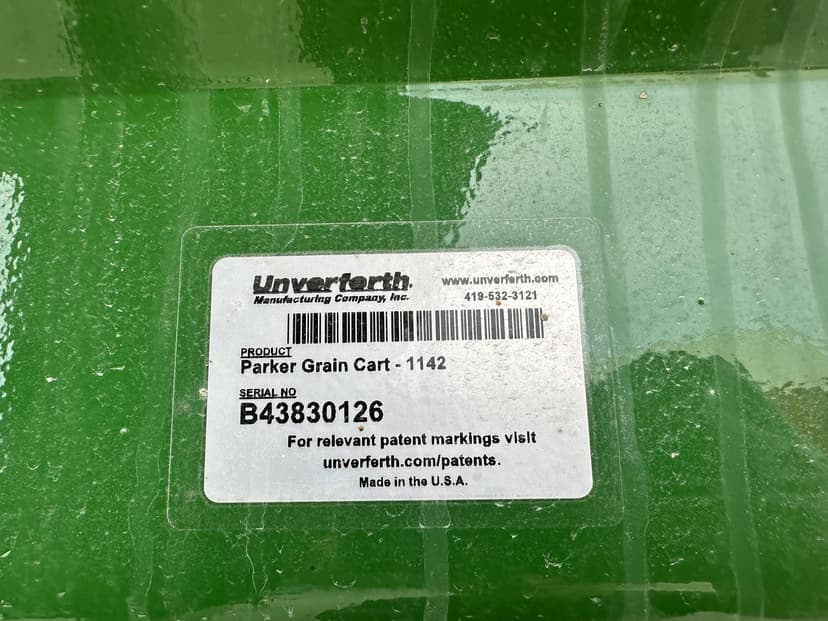 Unverferth
Manufacturing Company, Inc.
www.unverferth.com
419-532-3121
PRODUCT
Parker Grain Cart - 1142
SERIAL NO
B43830126
For relevant patent markings visit
unverferth.com/patents.
Made in the U.S.A.